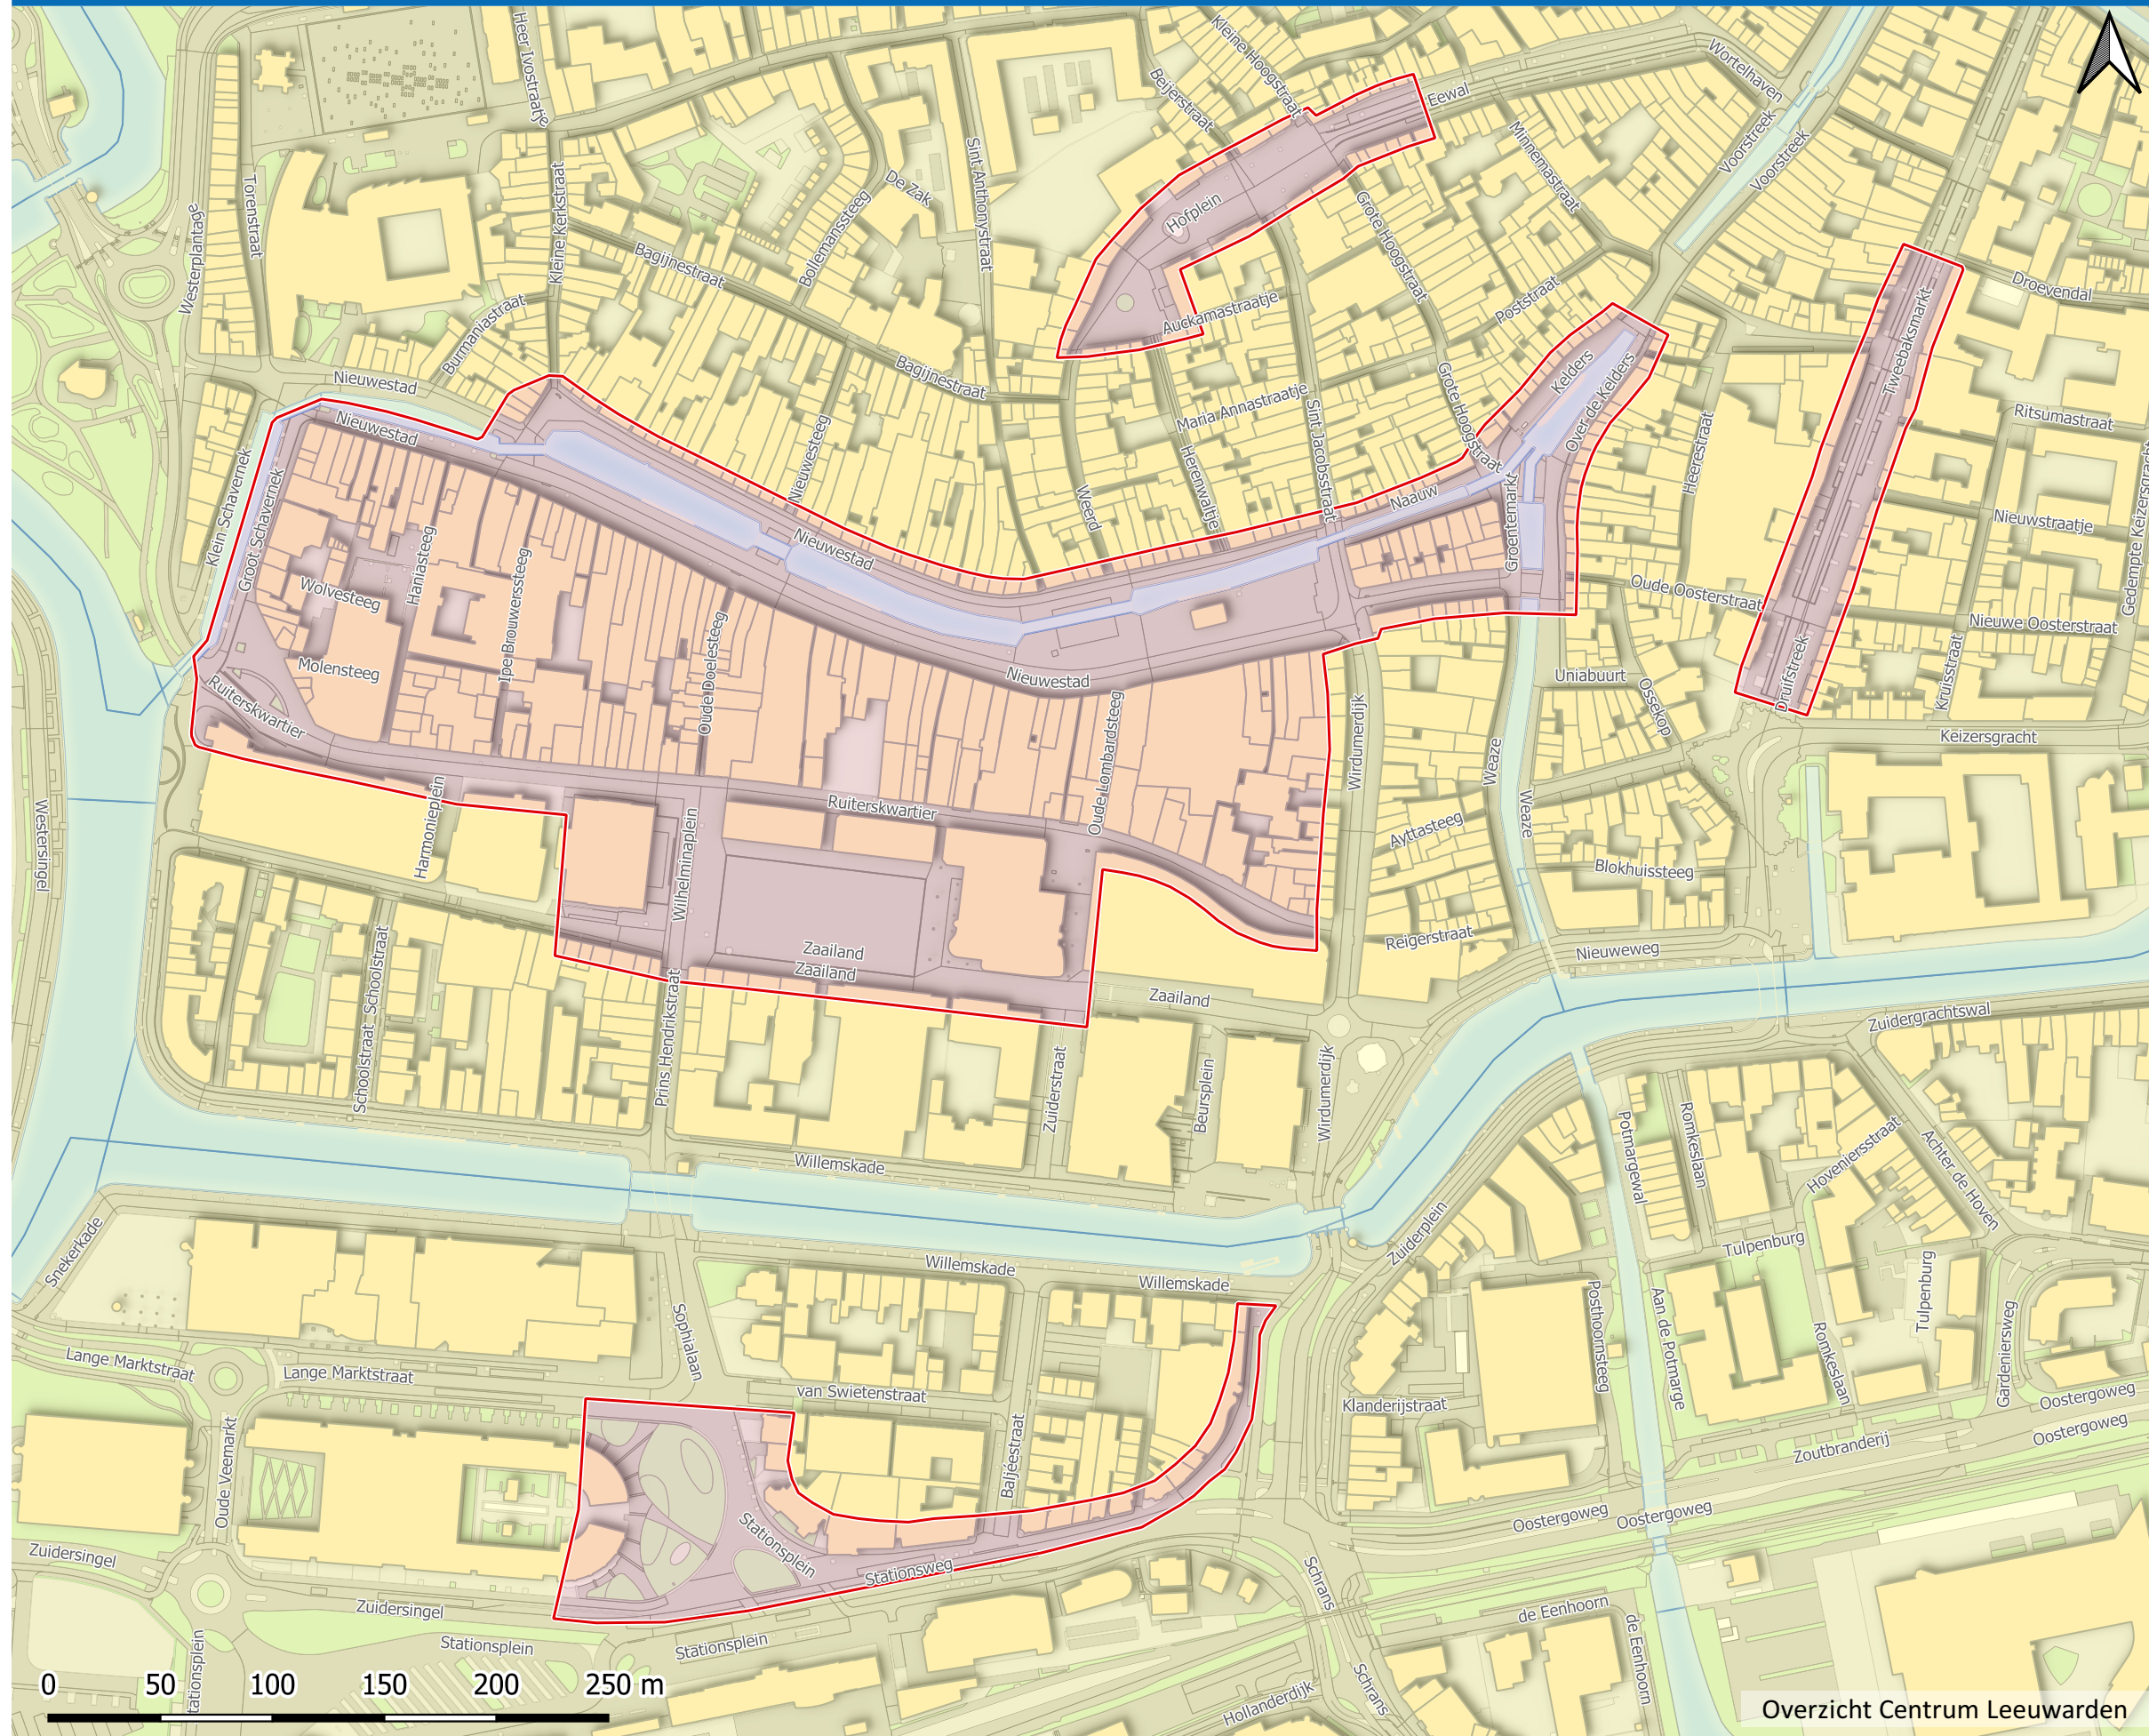 Heer Ivostraatje
Kleine Hoogstraat
Wortelhaven
Beijerstraat
Eewal
Voorstreek
Voorstreek
Minnemastraat
Torenstraat
Westerplantage
Kleine Kerkstraat
De Zak
Sint Anthonystraat
Hofplein
Grote Hoogstraat
Bollemanssteeg
Bagijnestraat
Droevendal
Burmaniastraat
Auckamastraatje
Poststraat
Tweebaksmarkt
Nieuwestad
Bagijnestraat
Kelders
Over de Kelders
Nieuwestad
Maria Annastraatje
Grote Hoogstraat
Ritsumastraat
Nieuwesteeg
Sint Jacobsstraat
Heerestraat
Klein Schavernek
Groot Schavernek
Herenwaltje
Weerd
Naauw
Groentemarkt
Nieuwstraatje
Gedempte Keizersgracht
Nieuwestad
Haniasteeg
Wolvesteeg
Ipe Brouwerssteeg
Oude Oosterstraat
Nieuwe Oosterstraat
Oude Doelesteeg
Molensteeg
Nieuwestad
Uniabuurt
Ossekop
Druifstreek
Kruisstraat
Ruiterskwartier
Oude Lombardsteeg
Wirdumerdijk
Weaze
Keizersgracht
Westersingel
Harmonieplein
Ruiterskwartier
Wilhelminaplein
Ayttasteeg
Weaze
Blokhuissteeg
Zaailand
Zaailand
Reigerstraat
Nieuweweg
Schoolstraat
Schoolstraat
Prins Hendrikstraat
Zaailand
Zuidergrachtswal
Zuiderstraat
Beursplein
Wirdumerdijk
Potmargewal
Romkeslaan
Hoveniersstraat
Achter de Hoven
Willemskade
Zuiderplein
Tulpenburg
Snekerkade
Willemskade
Willemskade
Tulpenburg
Sophialaan
Posthoornsteeg
Aan de Potmarge
Romkeslaan
Gardeniersweg
Lange Marktstraat
Lange Marktstraat
van Swietenstraat
Klanderijstraat
Oostergoweg
Oude Veemarkt
Baljéestraat
Zoutbranderij
Oostergoweg
Stationsplein
Oostergoweg
Oostergoweg
Zuidersingel
Stationsweg
Schrans
Zuidersingel
de Eenhoorn
Stationsplein
Stationsplein
Stationsplein
de Eenhoorn
Schrans
Hollanderdijk
0 50 100 150 200 250 m
Overzicht Centrum Leeuwarden